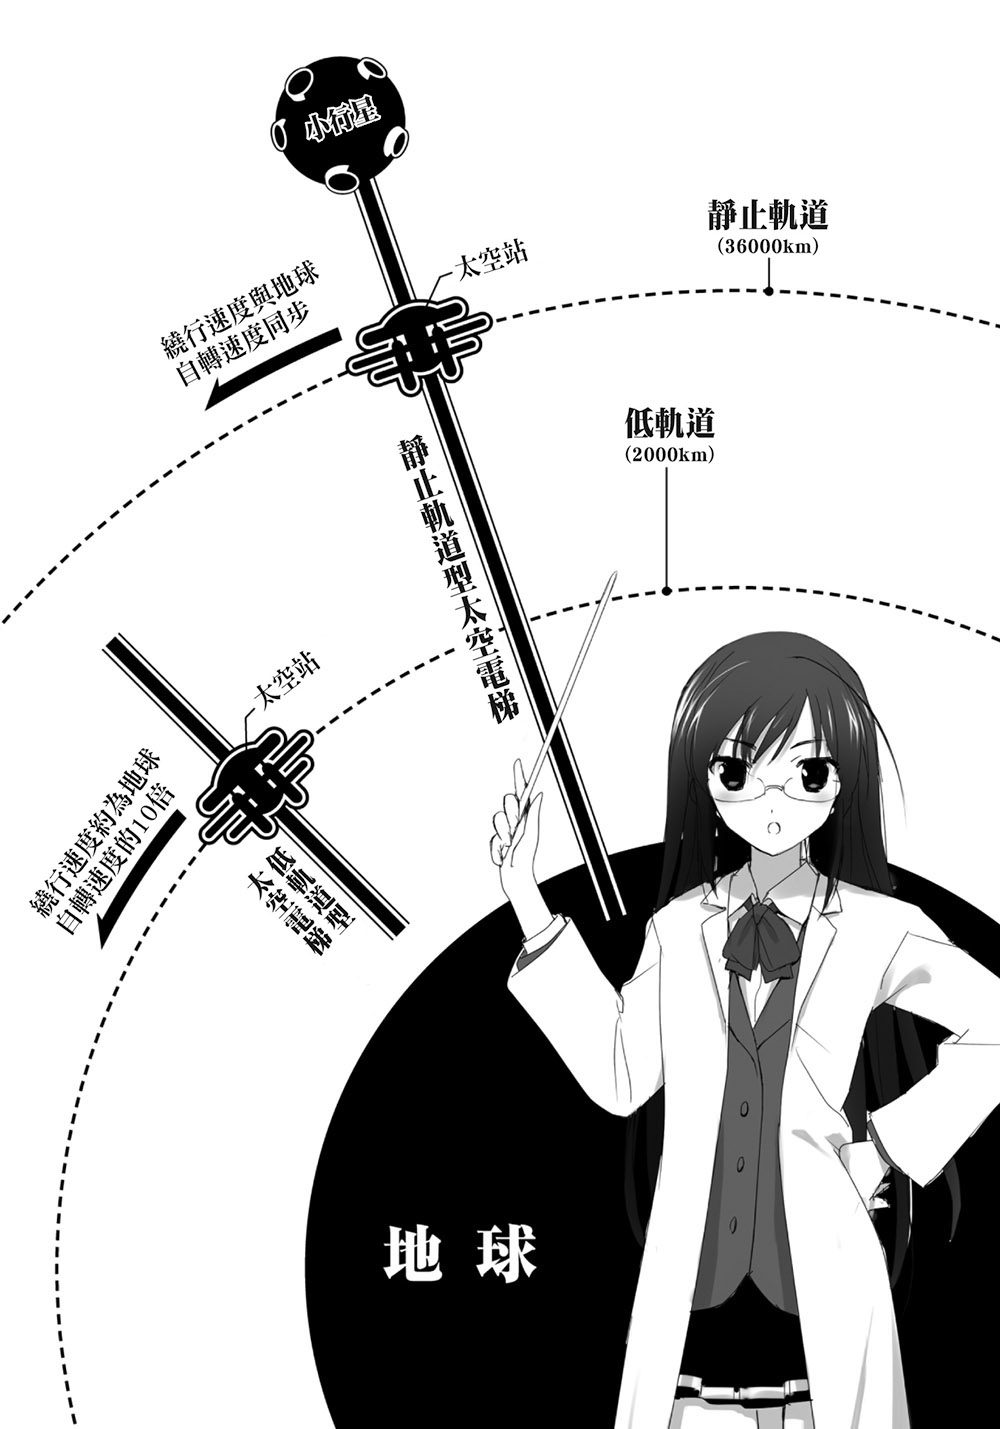 小行星
靜止軌道
(36000km)
太空站
繞行速度與地球
自轉速度同步
低軌道
(2000km)
靜止軌道型太空電梯
太空站
繞行速度約為地球
自轉速度的10倍
低軌道型
太空電梯
地球